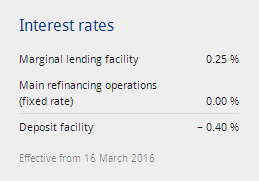 Interest rates
Marginal lending facility 0.25 %
Main refinancing operations
(fixed rate) 0.00 %
Deposit facility − 0.40 %
Effective from 16 March 2016